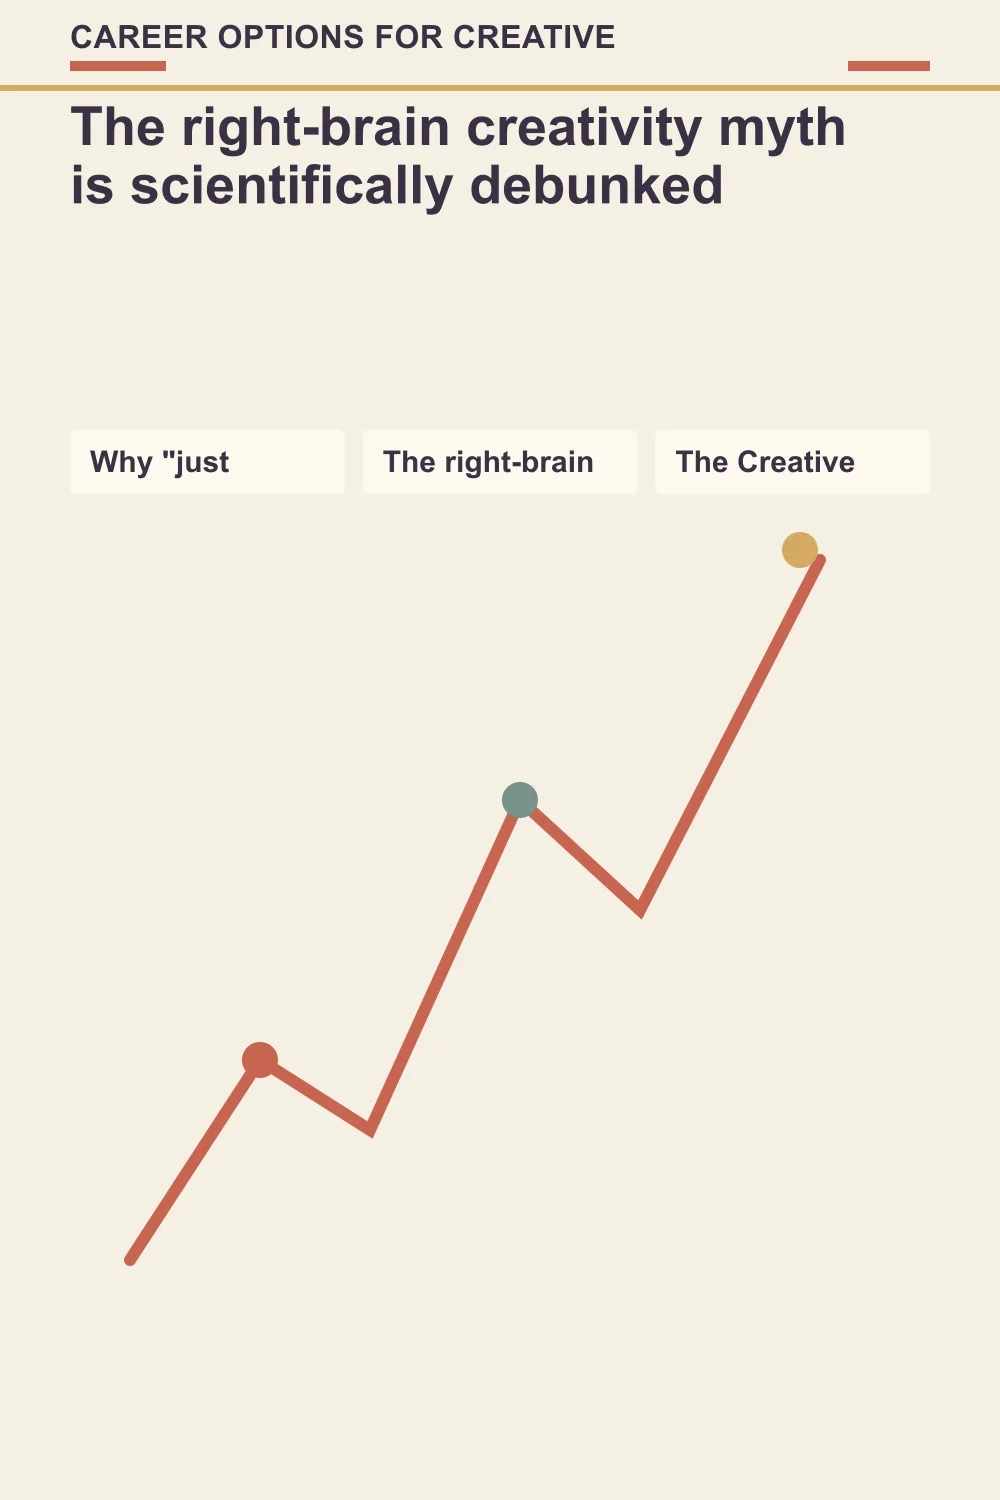 CAREER OPTIONS FOR CREATIVE
The right-brain creativity myth
is scientifically debunked
Why "just
The right-brain
The Creative